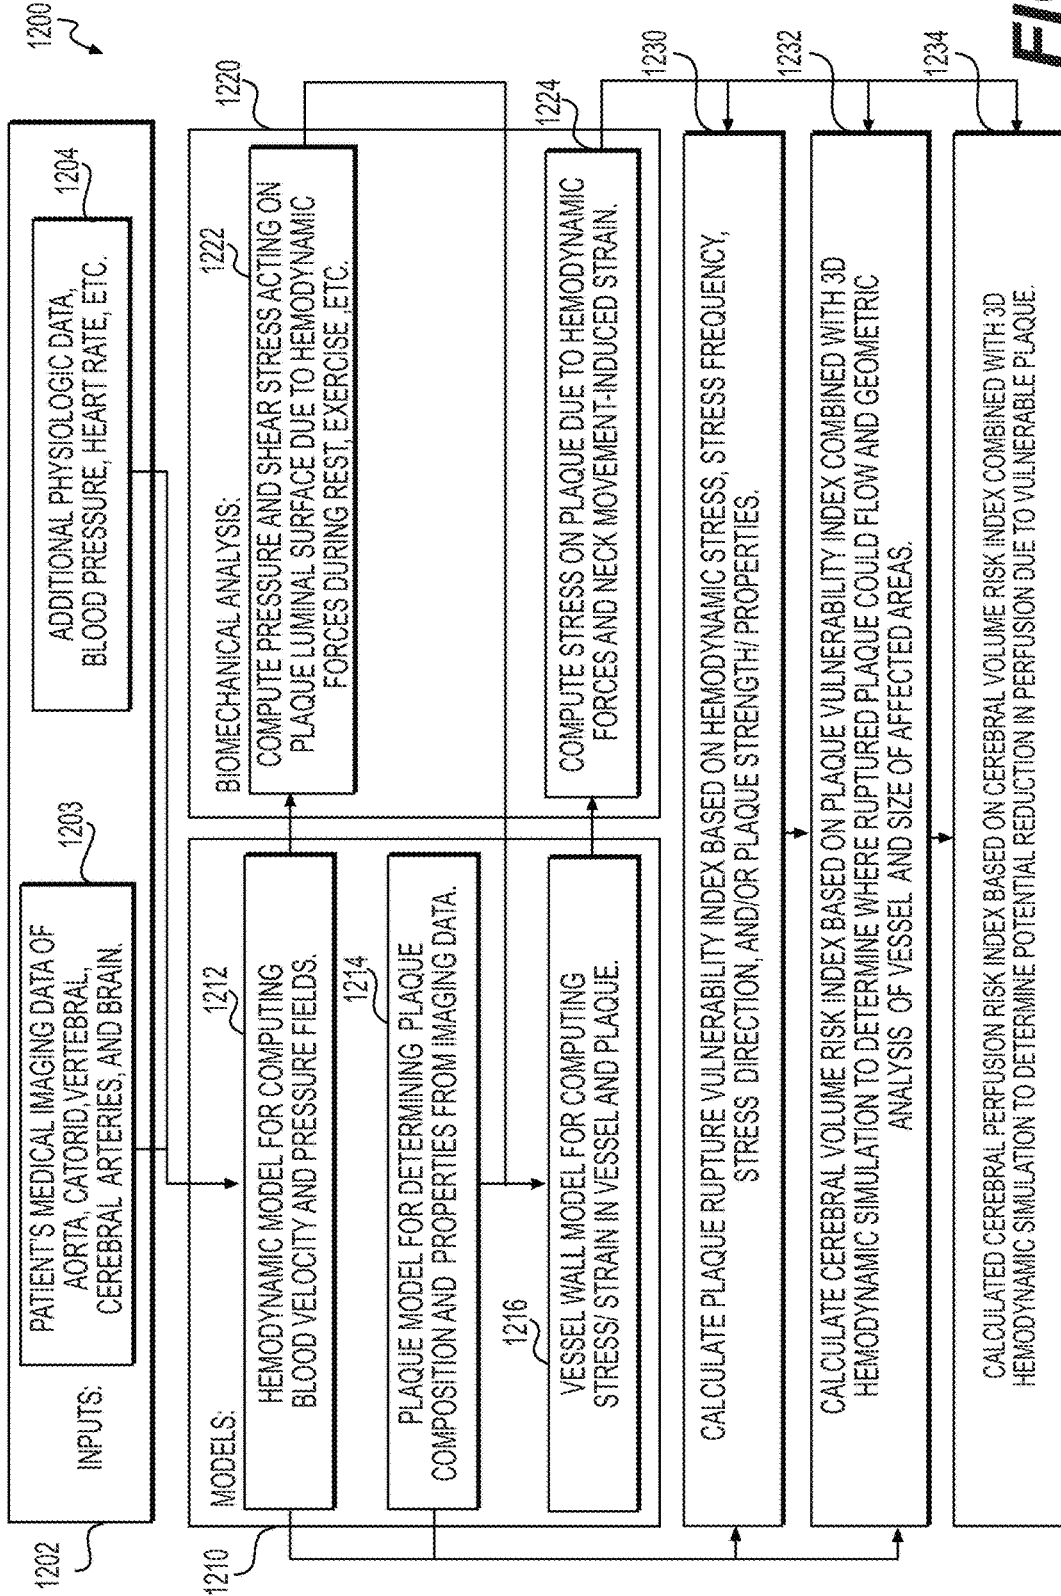 1200
1202
INPUTS:
PATIENT'S MEDICAL IMAGING DATA OF
AORTA, CATORID, VERTEBRAL,
CEREBRAL ARTERIES, AND BRAIN.
1203
ADDITIONAL PHYSIOLOGIC DATA,
BLOOD PRESSURE, HEART RATE, ETC.
1204
1210
MODELS:
1212
HEMODYNAMIC MODEL FOR COMPUTING
BLOOD VELOCITY AND PRESSURE FIELDS.
1214
PLAQUE MODEL FOR DETERMINING PLAQUE
COMPOSITION AND PROPERTIES FROM IMAGING DATA.
1216
VESSEL WALL MODEL FOR COMPUTING
STRESS/ STRAIN IN VESSEL AND PLAQUE.
1220
BIOMECHANICAL ANALYSIS:
1222
COMPUTE PRESSURE AND SHEAR STRESS ACTING ON
PLAQUE LUMINAL SURFACE DUE TO HEMODYNAMIC
FORCES DURING REST, EXERCISE ,ETC.
1224
COMPUTE STRESS ON PLAQUE DUE TO HEMODYNAMIC
FORCES AND NECK MOVEMENT-INDUCED STRAIN.
1230
CALCULATE PLAQUE RUPTURE VULNERABILITY INDEX BASED ON HEMODYNAMIC STRESS, STRESS FREQUENCY,
STRESS DIRECTION, AND/OR PLAQUE STRENGTH/ PROPERTIES.
1232
CALCULATE CEREBRAL VOLUME RISK INDEX BASED ON PLAQUE VULNERABILITY INDEX COMBINED WITH 3D
HEMODYNAMIC SIMULATION TO DETERMINE WHERE RUPTURED PLAQUE COULD FLOW AND GEOMETRIC
ANALYSIS OF VESSEL AND SIZE OF AFFECTED AREAS.
1234
CALCULATED CEREBRAL PERFUSION RISK INDEX BASED ON CEREBRAL VOLUME RISK INDEX COMBINED WITH 3D
HEMODYNAMIC SIMULATION TO DETERMINE POTENTIAL REDUCTION IN PERFUSION DUE TO VULNERABLE PLAQUE.